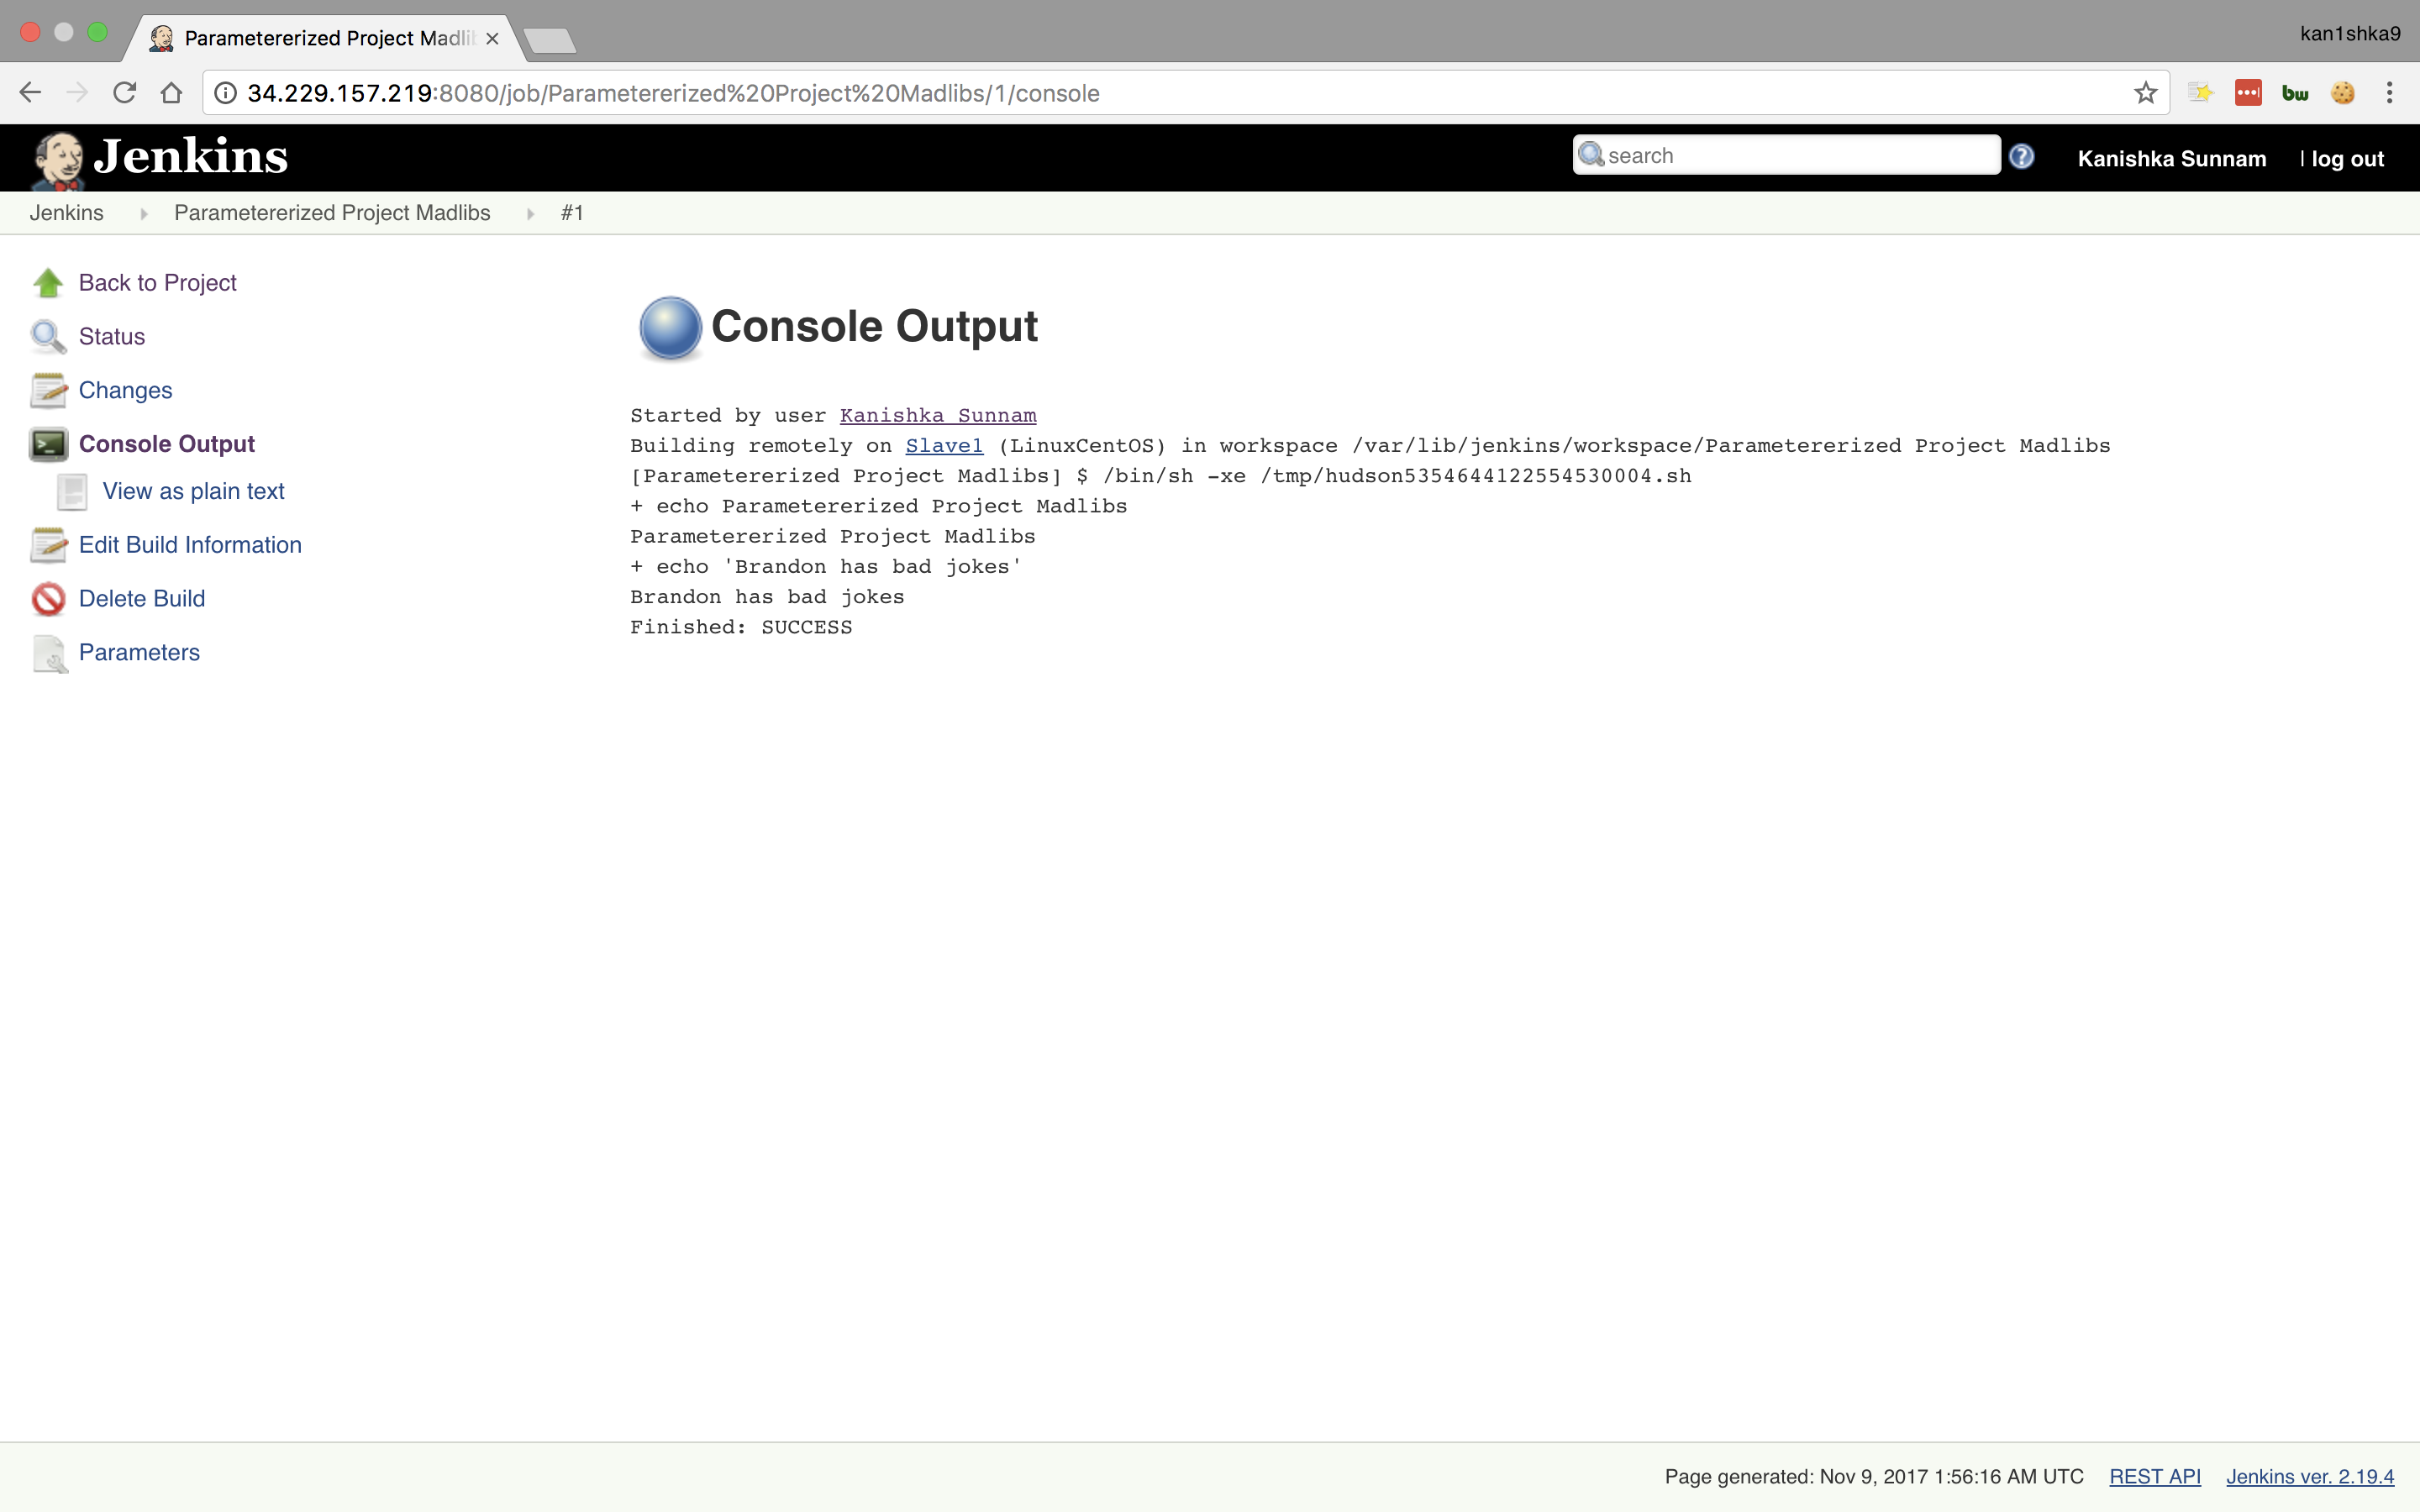 Parametererized Project Madli
kan1shka9
34.229.157.219:8080/job/Parametererized%20Project%20Madlibs/1/console
bw
Jenkins
search
Kanishka Sunnam | log out
Jenkins Parametererized Project Madlibs #1
Back to Project
Status
Changes
Console Output
View as plain text
Edit Build Information
Delete Build
Parameters
Console Output
Started by user Kanishka Sunnam
Building remotely on Slave1 (LinuxCentOS) in workspace /var/lib/jenkins/workspace/Parametererized Project Madlibs
[Parametererized Project Madlibs] $ /bin/sh -xe /tmp/hudson5354644122554530004.sh
+ echo Parametererized Project Madlibs
Parametererized Project Madlibs
+ echo 'Brandon has bad jokes'
Brandon has bad jokes
Finished: SUCCESS
Page generated: Nov 9, 2017 1:56:16 AM UTC REST API Jenkins ver. 2.19.4